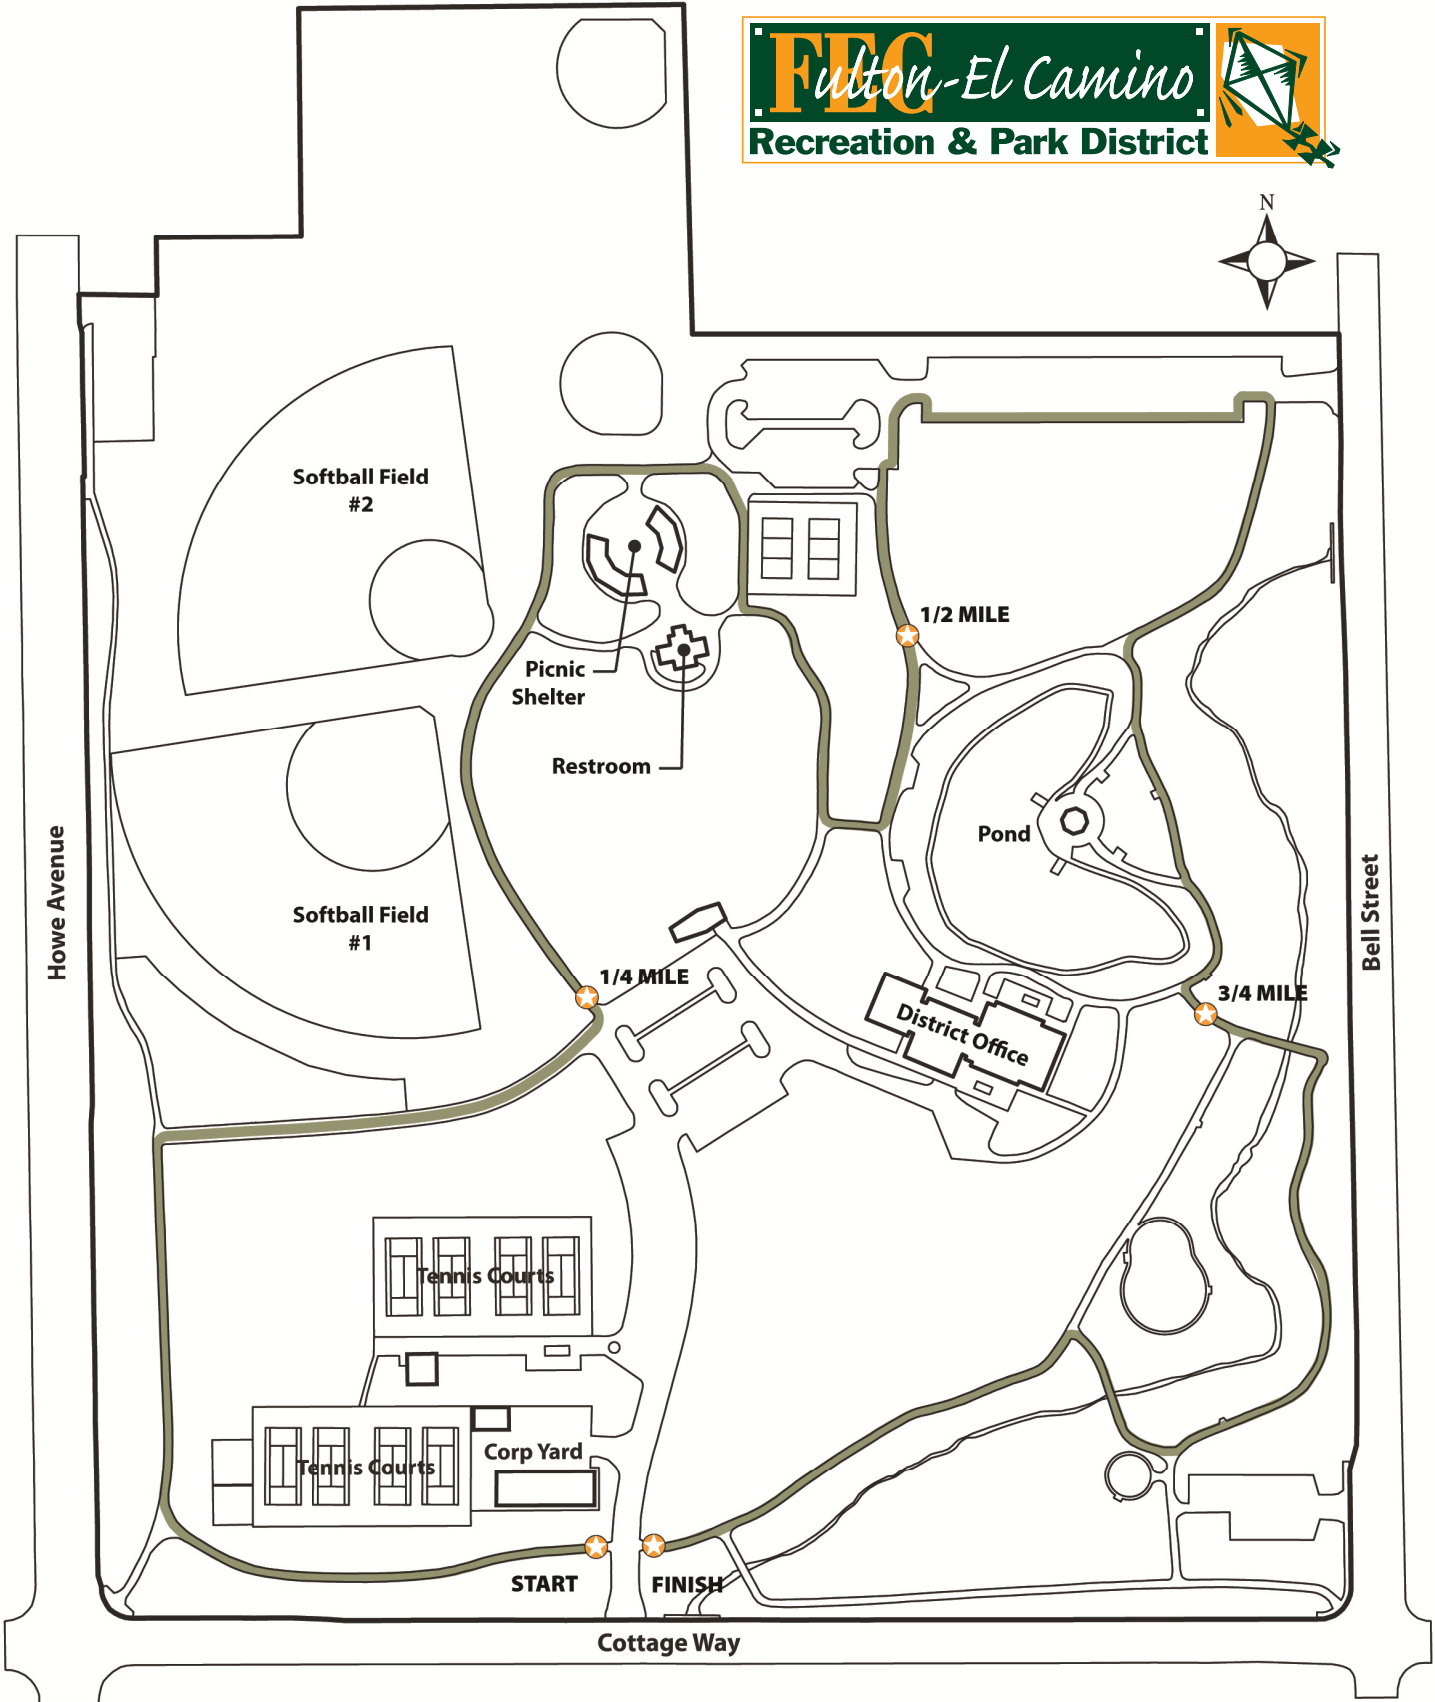 FEC
Fulton-El Camino
Recreation & Park District
N
Softball Field
#2
1/2 MILE
Picnic
Shelter
Restroom
Pond
Howe Avenue
Bell Street
Softball Field
#1
1/4 MILE
3/4 MILE
District Office
Tennis Courts
Corp Yard
Tennis Courts
START
FINISH
Cottage Way